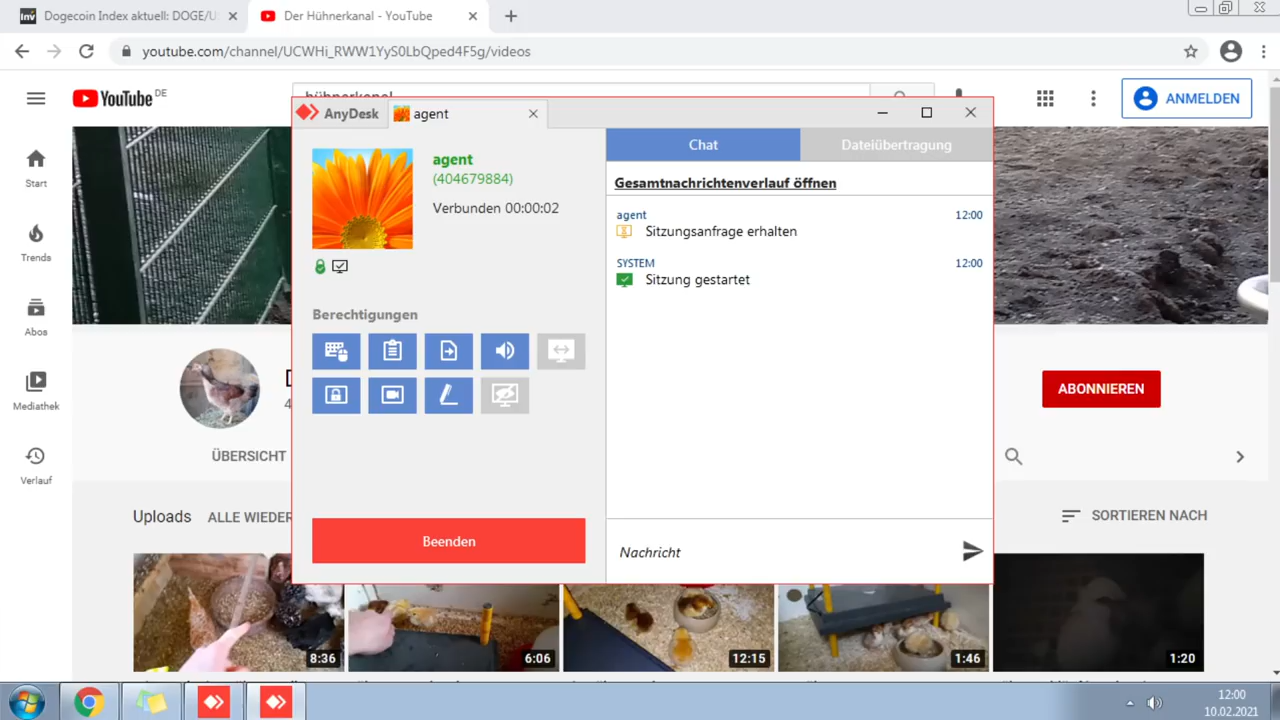 Dogecoin Index aktuell: DOGE/U
Der Hühnerkanal - YouTube
youtube.com/channel/UCWHi_RWW1YyS0LbQped4F5g/videos
YouTube DE
hühnerkanal
ANMELDEN
Start
Trends
Abos
Mediathek
Verlauf
AnyDesk
agent
agent
(404679884)
Verbunden 00:00:02
Berechtigungen
Beenden
Chat
Dateiübertragung
Gesamtnachrichtenverlauf öffnen
agent 12:00
Sitzungsanfrage erhalten
SYSTEM 12:00
Sitzung gestartet
Nachricht
ABONNIEREN
ÜBERSICHT
Uploads
ALLE WIEDER
SORTIEREN NACH
8:36
6:06
12:15
1:46
1:20
12:00
10.02.2021